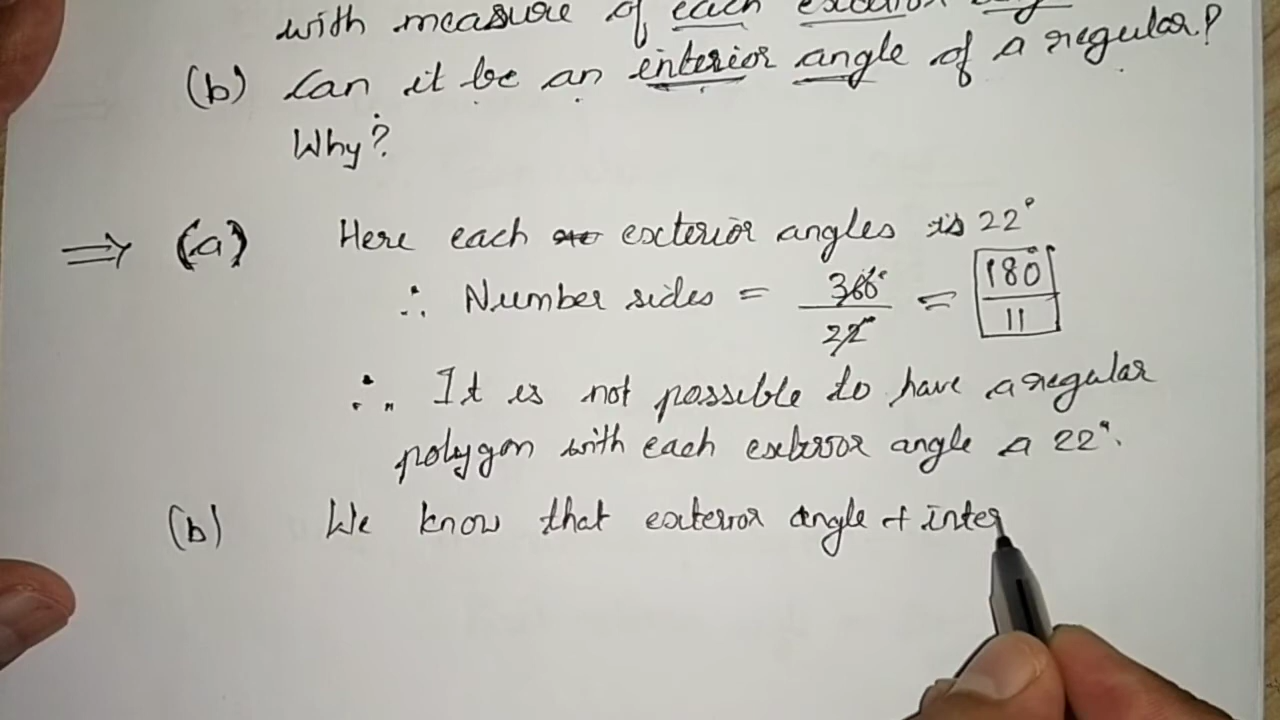 with measure of each exterior
(b) Can it be an interior angle of a regular?
Why?
⇒ (a) Here each exterior angles is 22°
∴ Number sides = 360° / 22° = 180° / 11
∴ It is not possible to have a regular
polygon with each exterior angle a 22°.
(b) We know that exterior angle + inter